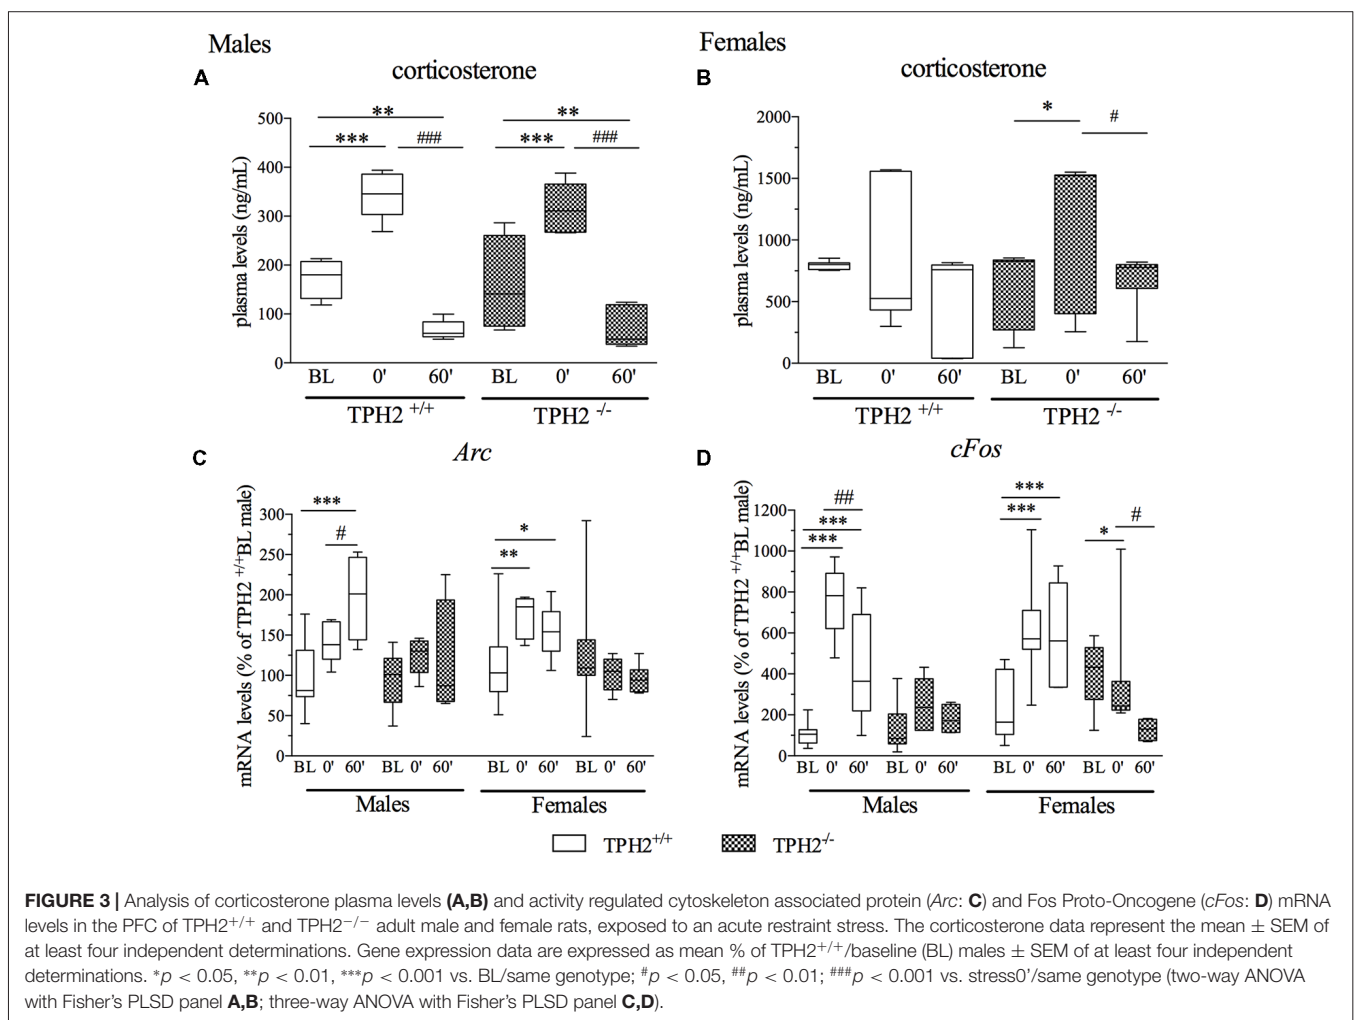 Males
Females
A
corticosterone
B
corticosterone
plasma levels (ng/mL)
500
400
300
200
100
0
**
***
###
**
***
###
BL 0' 60' BL 0' 60'
TPH2 +/+ TPH2 -/-
plasma levels (ng/mL)
2000
1500
1000
500
0
*
#
BL 0' 60' BL 0' 60'
TPH2 +/+ TPH2 -/-
C
Arc
D
cFos
mRNA levels (% of TPH2 +/+BL male)
300
250
200
150
100
50
0
***
#
*
**
BL 0' 60' BL 0' 60' BL 0' 60' BL 0' 60'
Males Females
mRNA levels (% of TPH2 +/+BL male)
1200
1000
800
600
400
200
0
##
***
***
***
***
*
#
BL 0' 60' BL 0' 60' BL 0' 60' BL 0' 60'
Males Females
TPH2+/+ TPH2-/-
FIGURE 3 | Analysis of corticosterone plasma levels (A,B) and activity regulated cytoskeleton associated protein (Arc: C) and Fos Proto-Oncogene (cFos: D) mRNA
levels in the PFC of TPH2+/+ and TPH2−/− adult male and female rats, exposed to an acute restraint stress. The corticosterone data represent the mean ± SEM of
at least four independent determinations. Gene expression data are expressed as mean % of TPH2+/+/baseline (BL) males ± SEM of at least four independent
determinations. *p < 0.05, **p < 0.01, ***p < 0.001 vs. BL/same genotype; #p < 0.05, ##p < 0.01; ###p < 0.001 vs. stress0'/same genotype (two-way ANOVA
with Fisher's PLSD panel A,B; three-way ANOVA with Fisher's PLSD panel C,D).